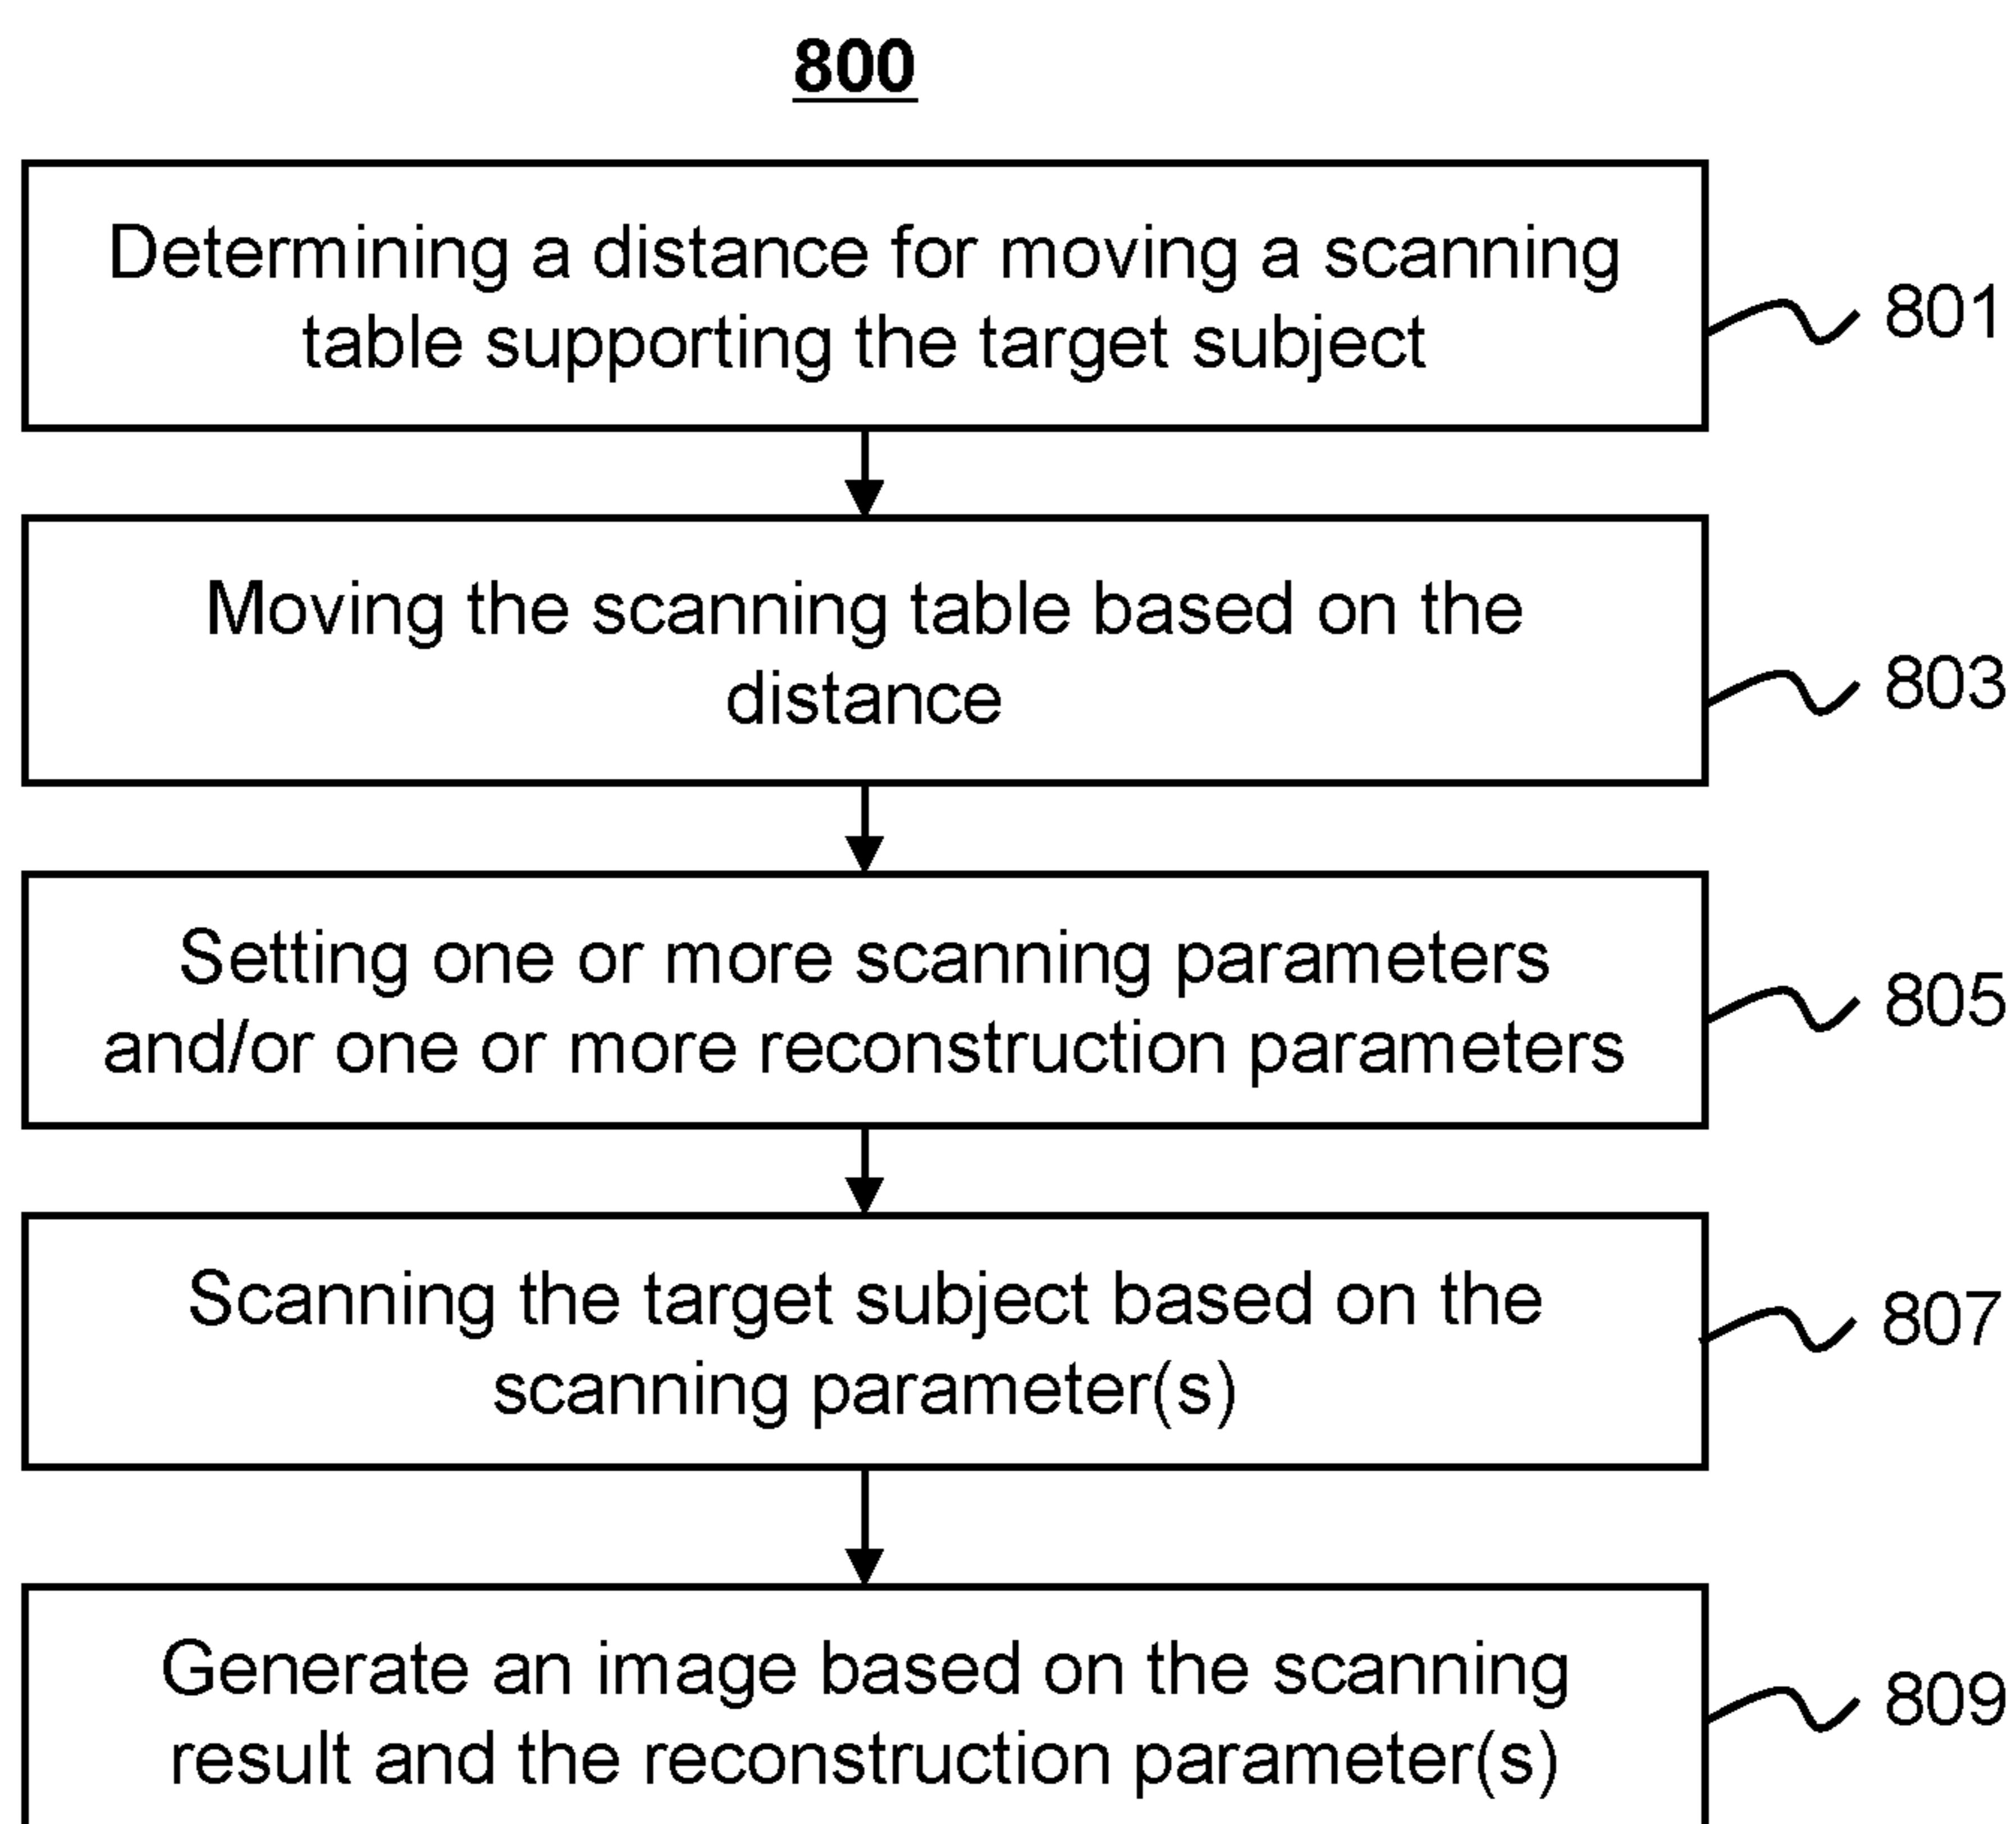 800
Determining a distance for moving a scanning
table supporting the target subject
801
Moving the scanning table based on the
distance
803
Setting one or more scanning parameters
and/or one or more reconstruction parameters
805
Scanning the target subject based on the
scanning parameter(s)
807
Generate an image based on the scanning
result and the reconstruction parameter(s)
809